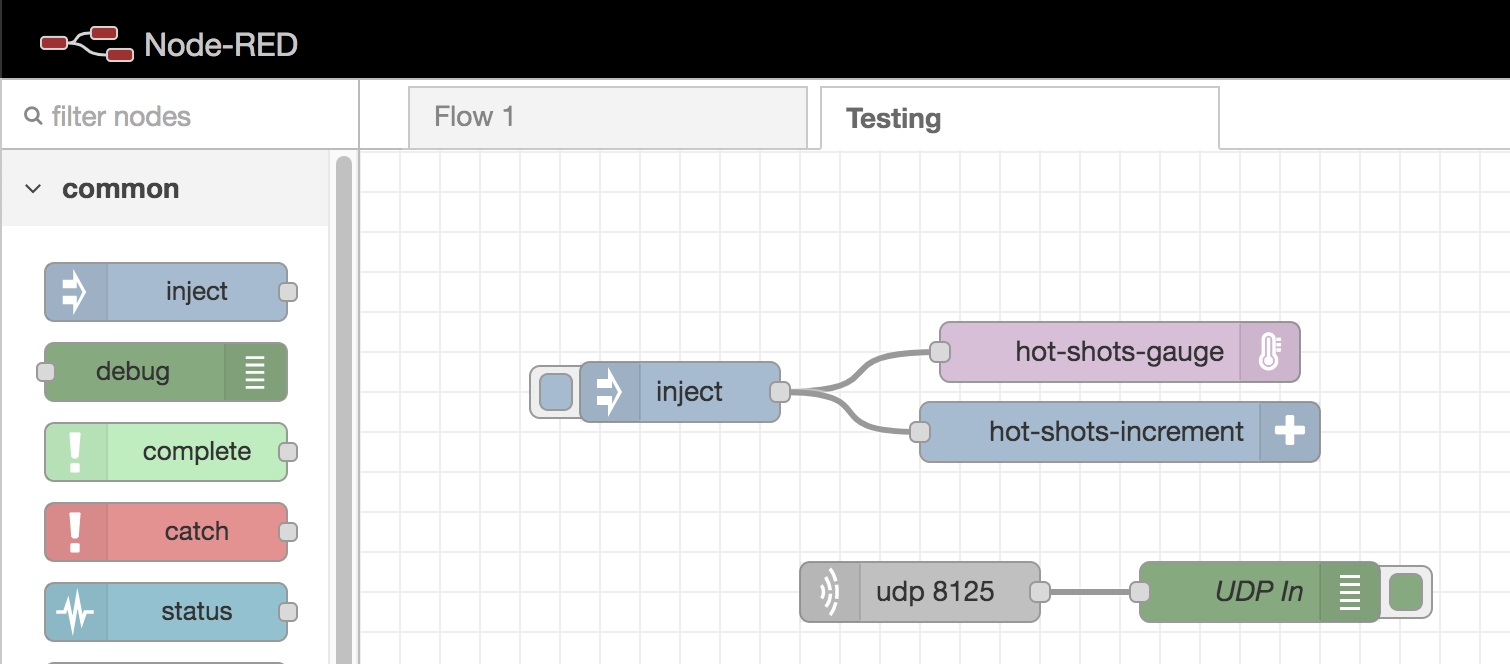 Node-RED
filter nodes
Flow 1
Testing
common
inject
debug
complete
catch
status
inject
hot-shots-gauge
hot-shots-increment
udp 8125
UDP In